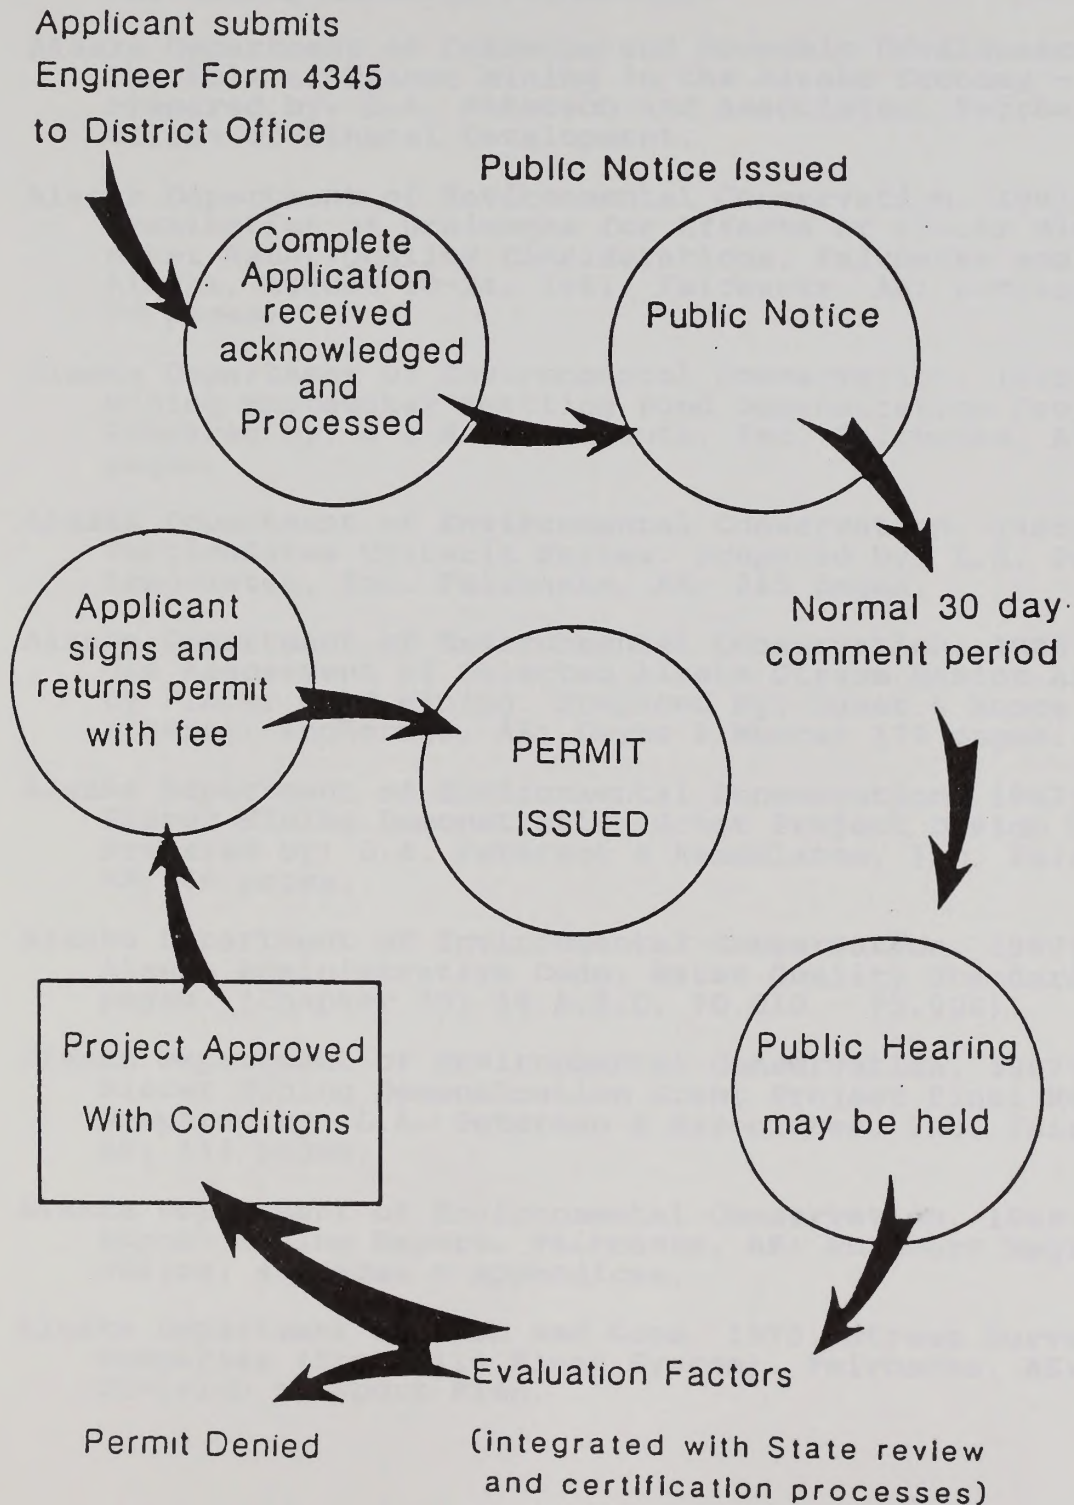 Applicant submits
Engineer Form 4345
to District Office
Complete
Application
received
acknowledged
and
Processed
Public Notice Issued
Public Notice
Normal 30 day
comment period
Public Hearing
may be held
Evaluation Factors
(integrated with State review
and certification processes)
Permit Denied
Project Approved
With Conditions
Applicant
signs and
returns permit
with fee
PERMIT
ISSUED